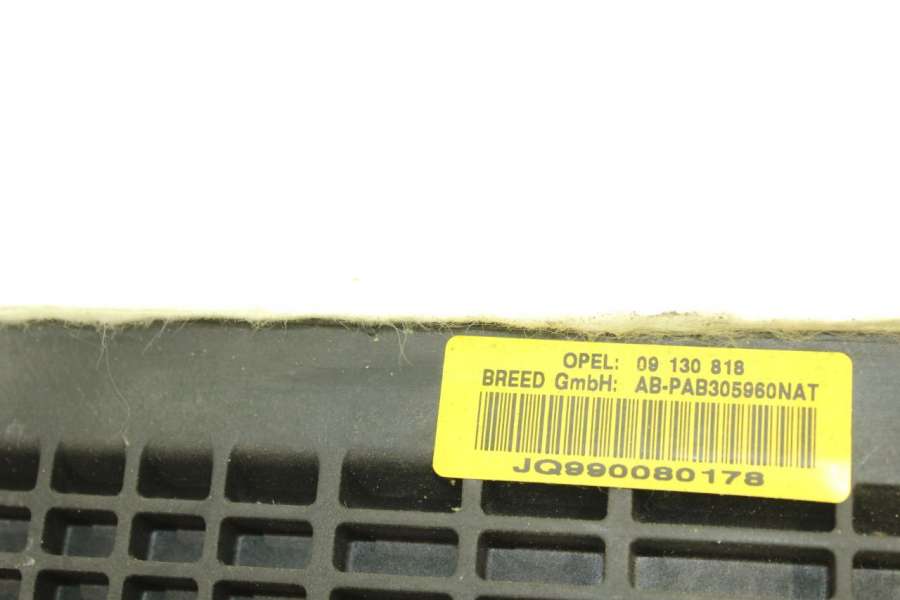 OPEL: 09 130 818
BREED GmbH: AB-PAB305960NAT
JQ990080178